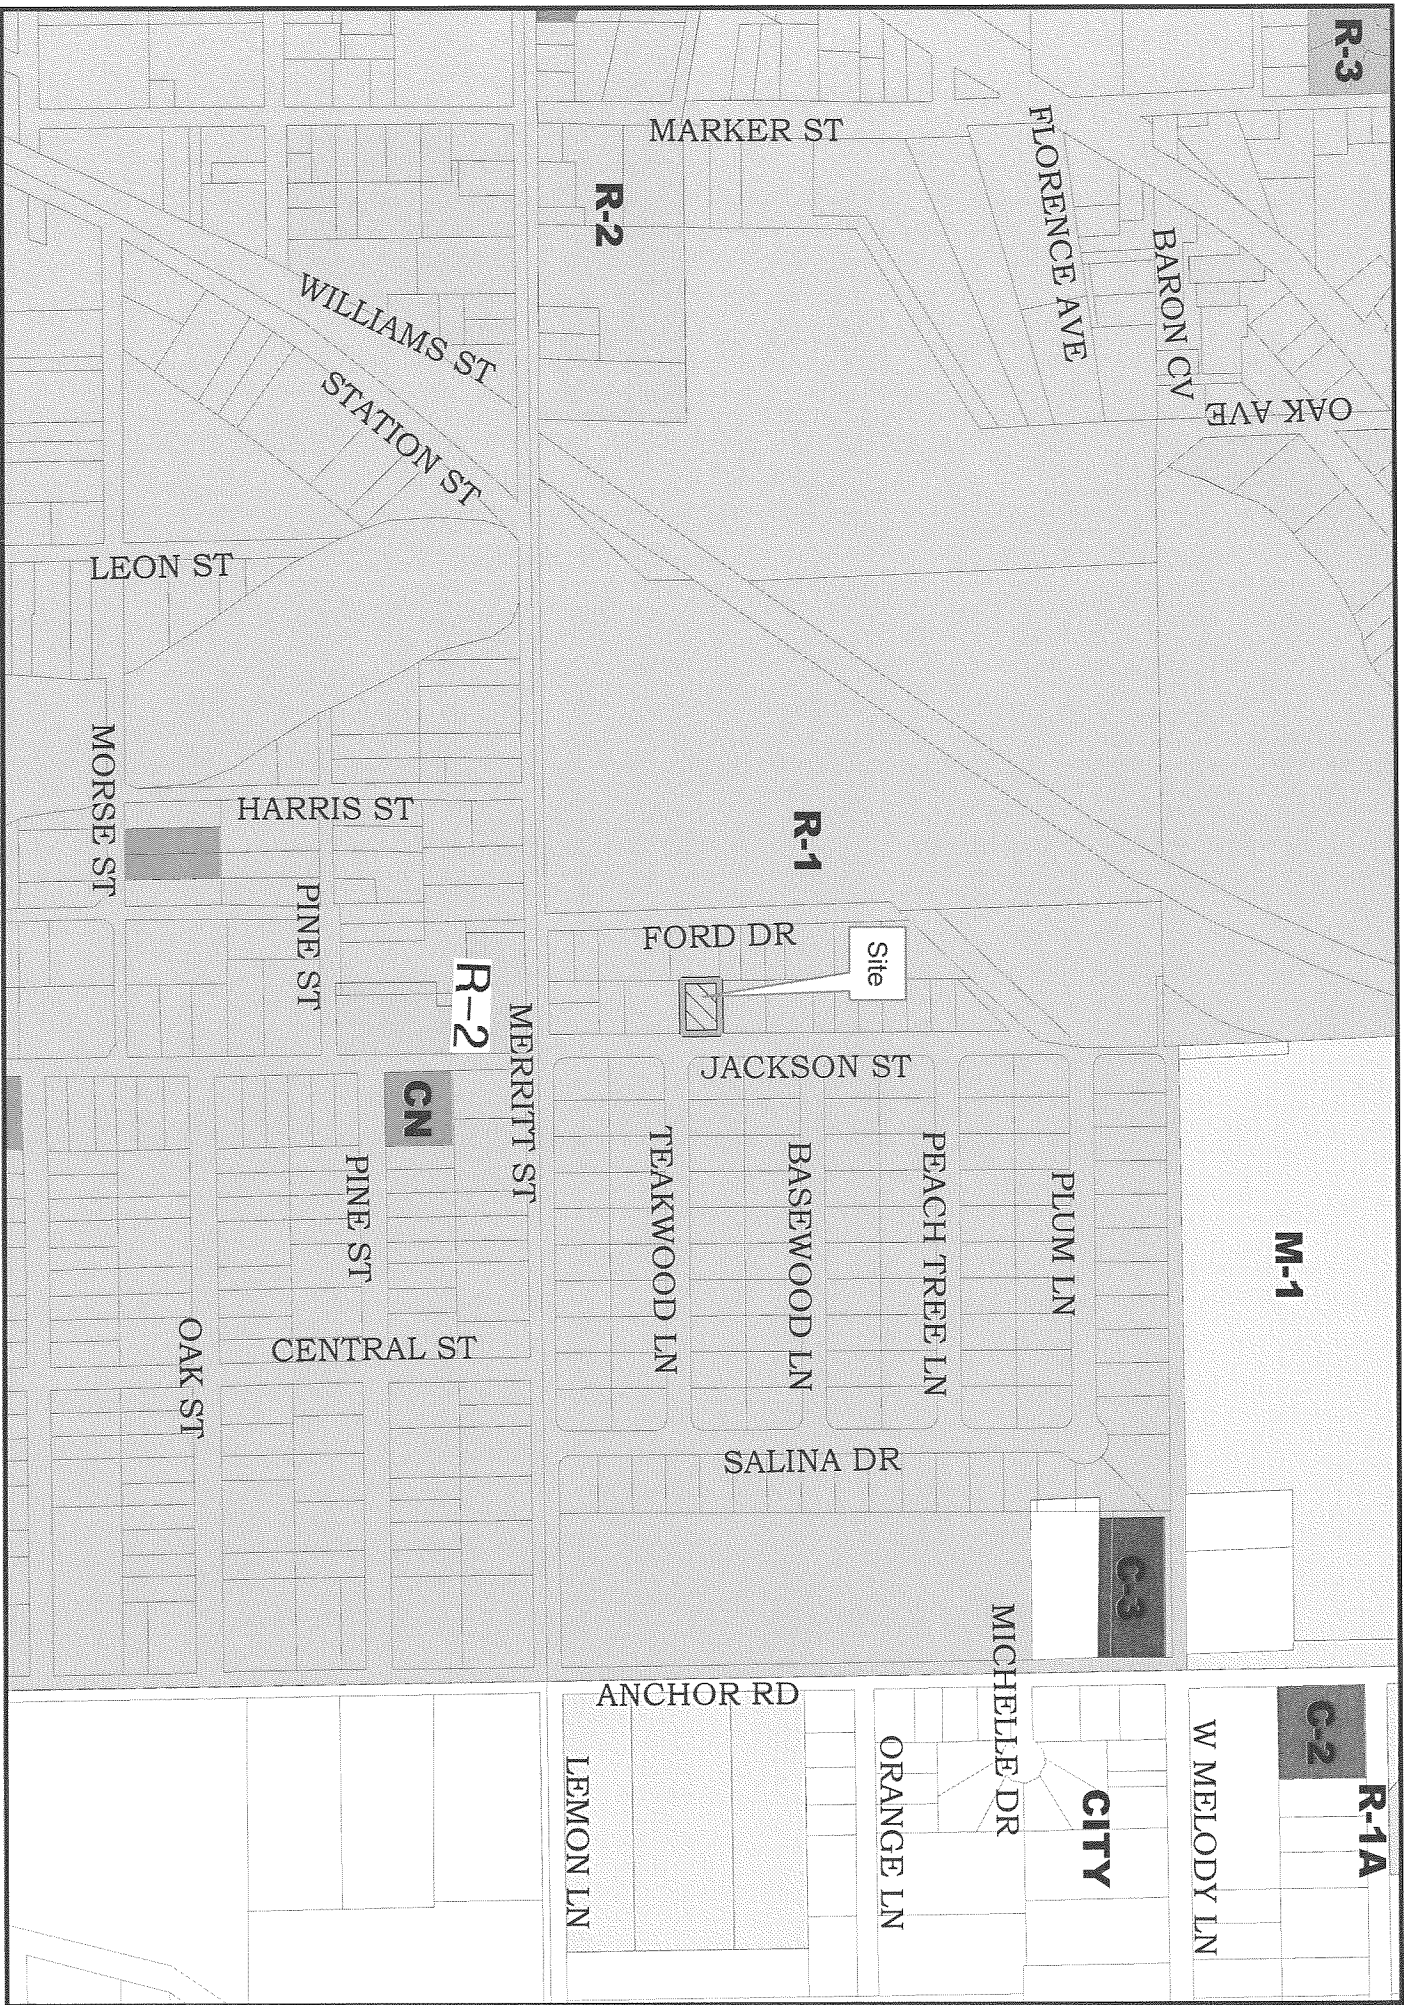 R-3
MARKER ST
FLORENCE AVE
R-2
BARON CV
WILLIAMS ST
OAK AVE
STATION ST
LEON ST
MORSE ST
HARRIS ST
R-1
PINE ST
FORD DR
Site
R-2
MERRITT ST
JACKSON ST
CN
TEAKWOOD LN
BASEWOOD LN
PEACH TREE LN
PLUM LN
PINE ST
M-1
OAK ST
CENTRAL ST
SALINA DR
C-3
MICHELLE DR
ANCHOR RD
C-2
W MELODY LN
ORANGE LN
LEMON LN
CITY
R-1A